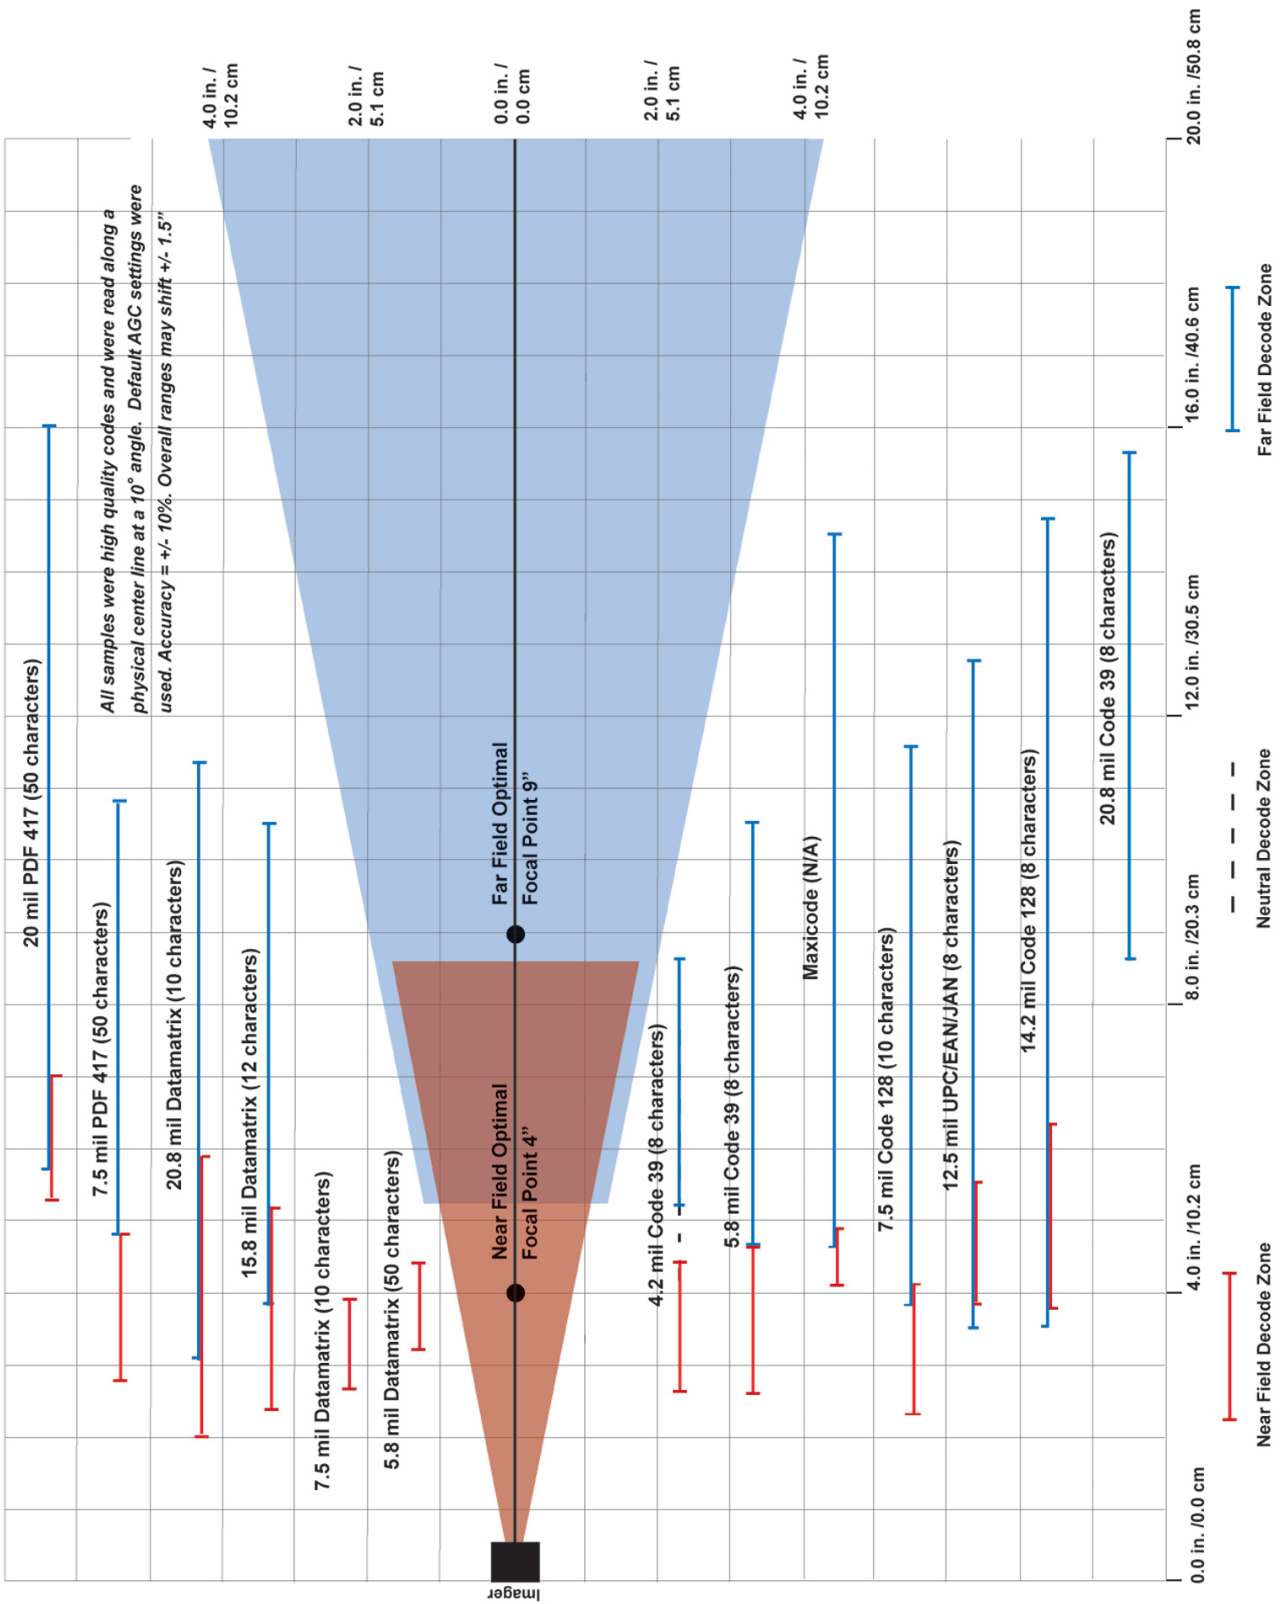 20 mil PDF 417 (50 characters)
All samples were high quality codes and were read along a
physical center line at a 10° angle.  Default AGC settings were
used. Accuracy = +/- 10%. Overall ranges may shift +/- 1.5”
7.5 mil PDF 417 (50 characters)
20.8 mil Datamatrix (10 characters)
15.8 mil Datamatrix (12 characters)
7.5 mil Datamatrix (10 characters)
5.8 mil Datamatrix (50 characters)
4.0 in. /
10.2 cm
2.0 in. /
5.1 cm
0.0 in. /
0.0 cm
2.0 in. /
5.1 cm
4.0 in. /
10.2 cm
Imager
Near Field Optimal
Focal Point 4”
Far Field Optimal
Focal Point 9”
4.2 mil Code 39 (8 characters)
5.8 mil Code 39 (8 characters)
Maxicode (N/A)
7.5 mil Code 128 (10 characters)
12.5 mil UPC/EAN/JAN (8 characters)
14.2 mil Code 128 (8 characters)
20.8 mil Code 39 (8 characters)
0.0 in. /0.0 cm
4.0 in. /10.2 cm
8.0 in. /20.3 cm
12.0 in. /30.5 cm
16.0 in. /40.6 cm
20.0 in. /50.8 cm
Near Field Decode Zone
Neutral Decode Zone
Far Field Decode Zone